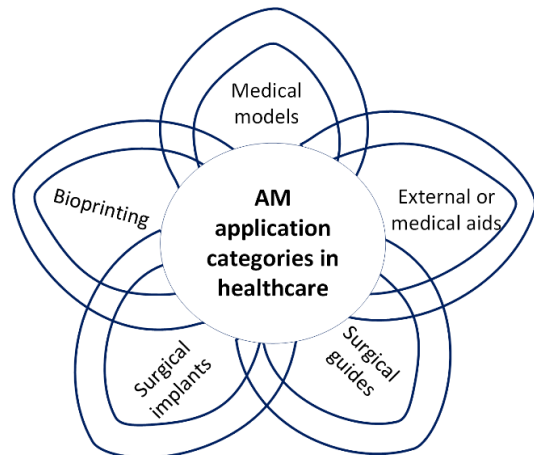 Medical
models
External or
medical aids
Surgical
guides
Surgical
implants
Bioprinting
AM
application
categories in
healthcare